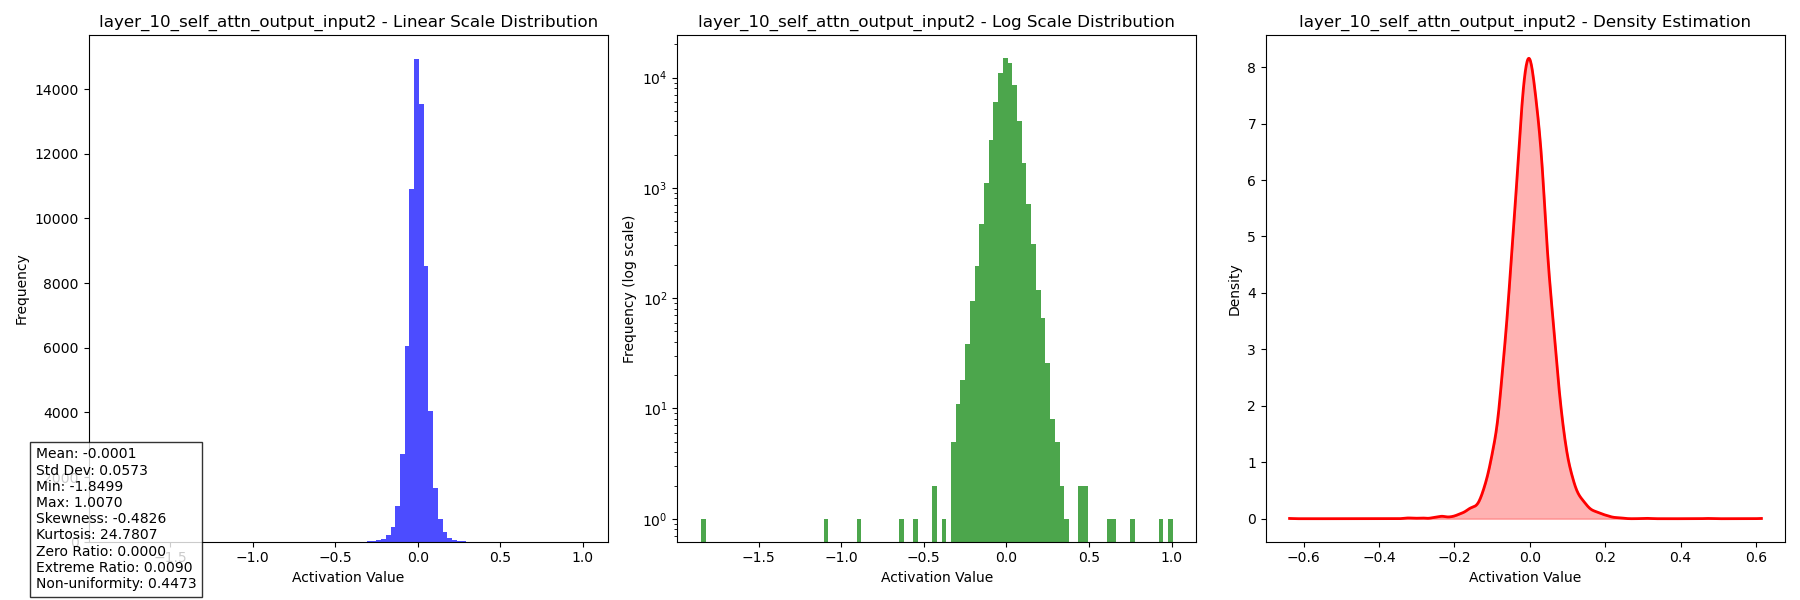 layer_10_self_attn_output_input2 - Linear Scale Distribution
14000
12000
10000
8000
6000
4000
2000
0
Frequency
−1.5 −1.0 −0.5 0.0 0.5 1.0
Activation Value
Mean: -0.0001
Std Dev: 0.0573
Min: -1.8499
Max: 1.0070
Skewness: -0.4826
Kurtosis: 24.7807
Zero Ratio: 0.0000
Extreme Ratio: 0.0090
Non-uniformity: 0.4473
layer_10_self_attn_output_input2 - Log Scale Distribution
10⁴
10³
10²
10¹
10⁰
Frequency (log scale)
−1.5 −1.0 −0.5 0.0 0.5 1.0
Activation Value
layer_10_self_attn_output_input2 - Density Estimation
8
7
6
5
4
3
2
1
0
Density
−0.6 −0.4 −0.2 0.0 0.2 0.4 0.6
Activation Value